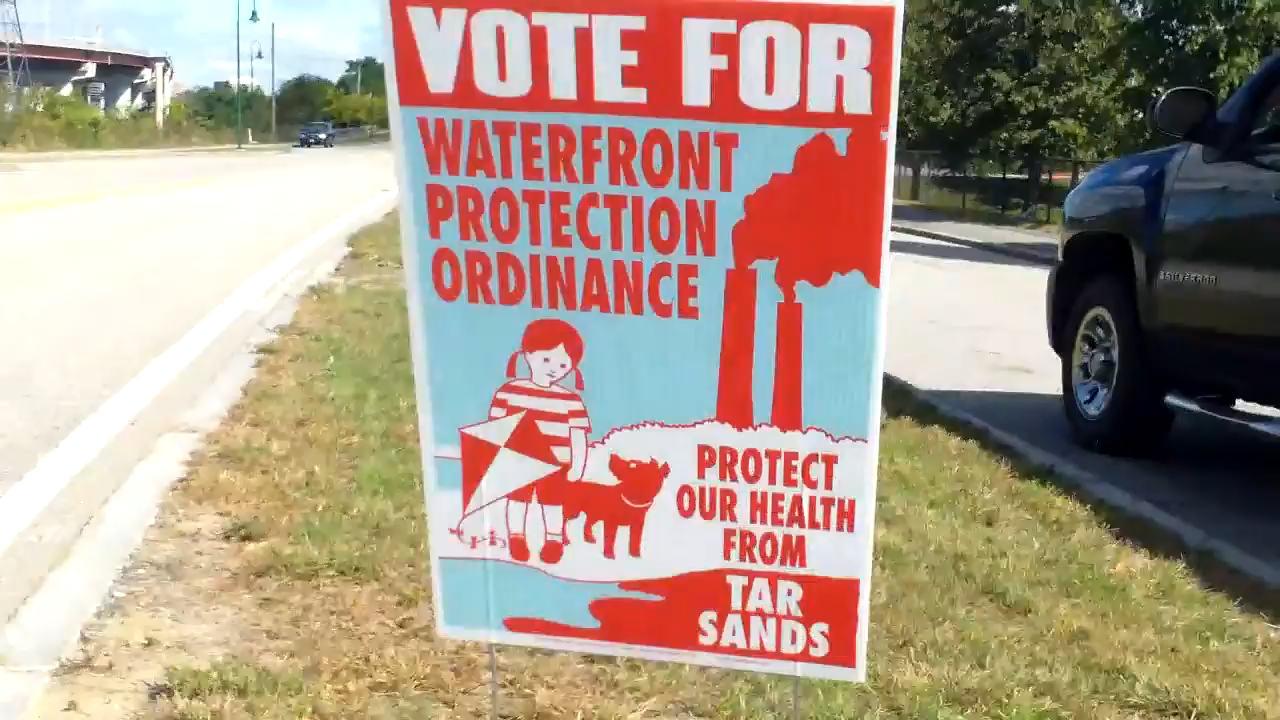 VOTE FOR
WATERFRONT
PROTECTION
ORDINANCE
PROTECT
OUR HEALTH
FROM
TAR
SANDS